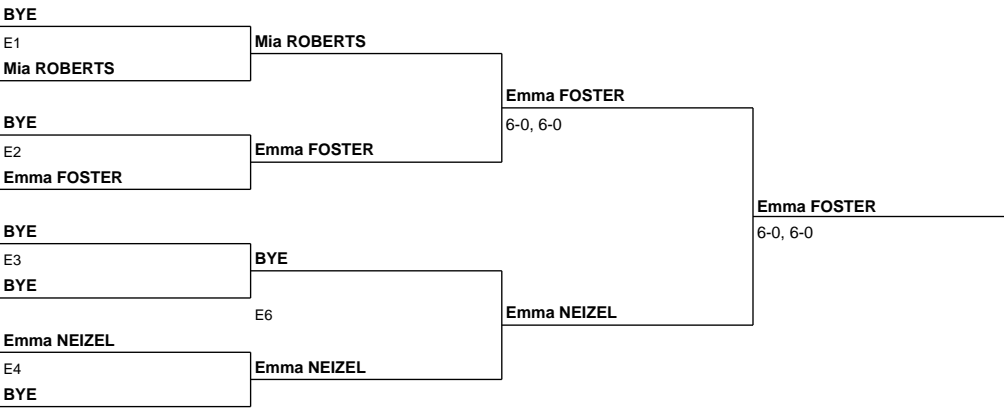 BYE
E1
Mia ROBERTS
Mia ROBERTS
BYE
E2
Emma FOSTER
Emma FOSTER
Emma FOSTER
6-0, 6-0
BYE
E3
BYE
BYE
E6
Emma NEIZEL
E4
BYE
Emma NEIZEL
Emma NEIZEL
Emma FOSTER
6-0, 6-0